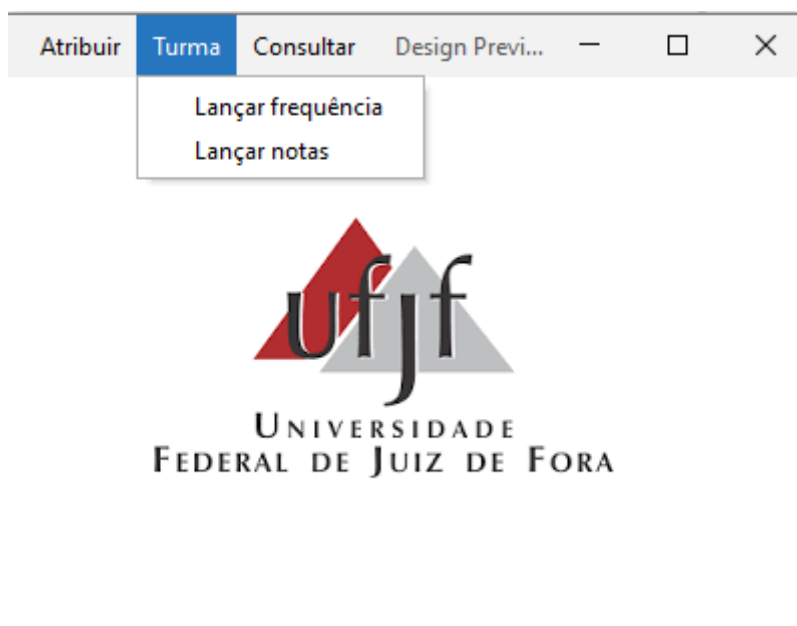 Atribuir Turma Consultar Design Previ...
Lançar frequência
Lançar notas
ufjf
UNIVERSIDADE
FEDERAL DE JUIZ DE FORA